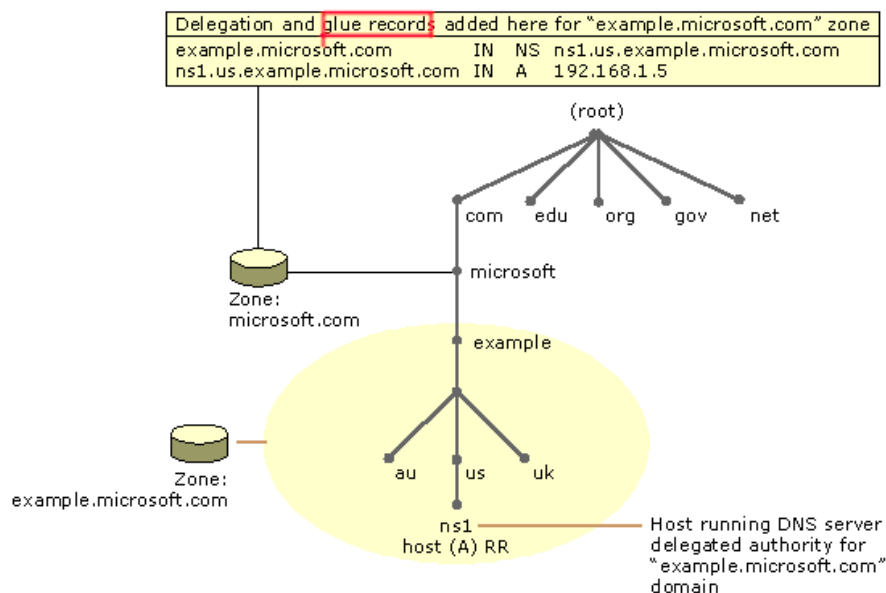 Delegation and glue records added here for “example.microsoft.com” zone
example.microsoft.com IN NS ns1.us.example.microsoft.com
ns1.us.example.microsoft.com IN A 192.168.1.5
(root)
com edu org gov net
microsoft
Zone:
microsoft.com
example
au us uk
Zone:
example.microsoft.com
ns1
host (A) RR
Host running DNS server
delegated authority for
“example.microsoft.com”
domain